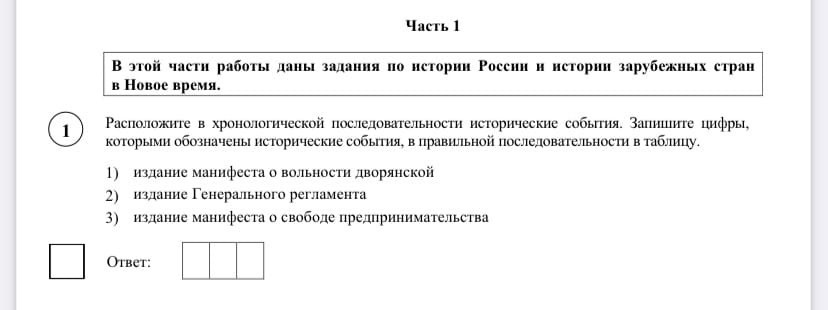 Часть 1
В этой части работы даны задания по истории России и истории зарубежных стран
в Новое время.
1
Расположите в хронологической последовательности исторические события. Запишите цифры,
которыми обозначены исторические события, в правильной последовательности в таблицу.
1) издание манифеста о вольности дворянской
2) издание Генерального регламента
3) издание манифеста о свободе предпринимательства
Ответ: